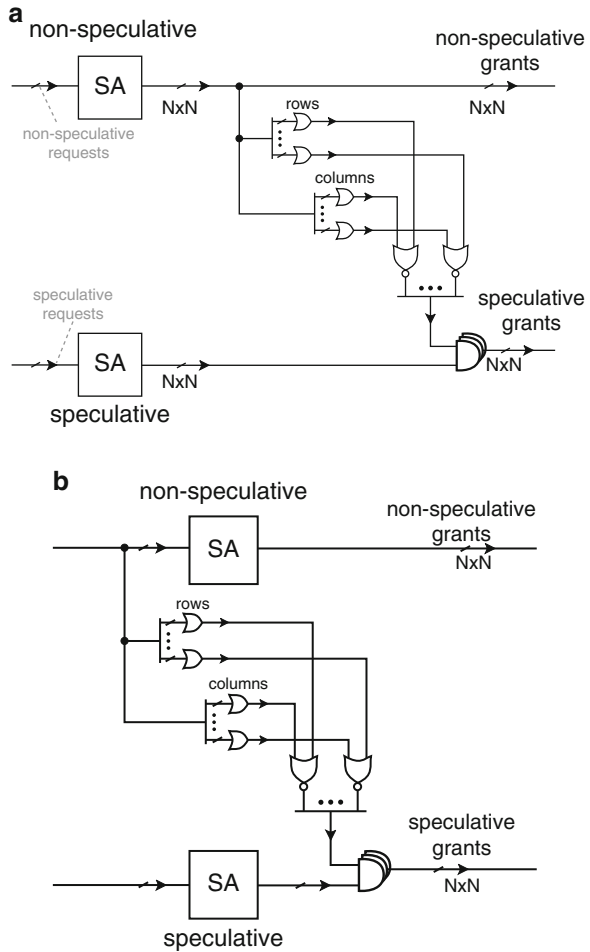 a
non-speculative
non-speculative
grants
SA
NxN
NxN
non-speculative
requests
rows
columns
speculative
requests
speculative
grants
SA
NxN
NxN
speculative
b
non-speculative
non-speculative
grants
SA
NxN
rows
columns
speculative
grants
SA
NxN
speculative